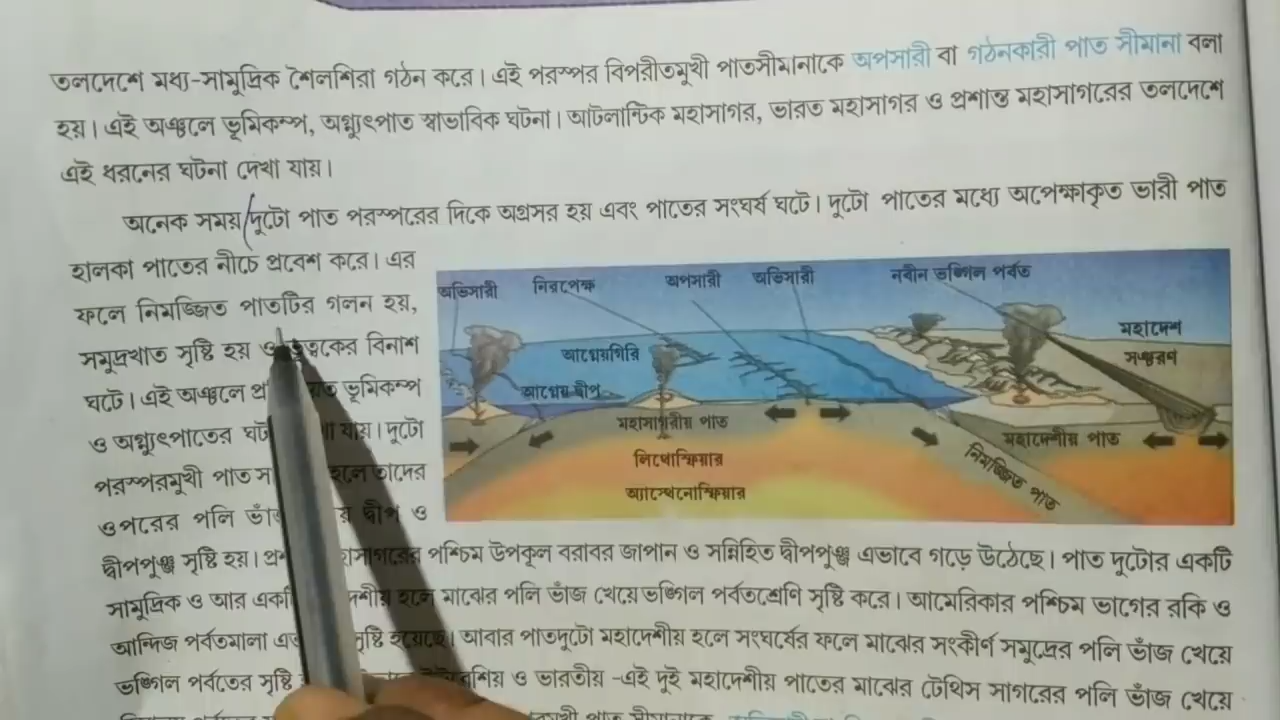 তলদেশে মধ্য-সামুদ্রিক শৈলশিরা গঠন করে। এই পরস্পর বিপরীতমুখী পাতসীমানাকে অপসারী বা গঠনকারী পাত সীমানা বলা
হয়। এই অঞ্চলে ভূমিকম্প, অগ্ন্যুৎপাত স্বাভাবিক ঘটনা। আটলান্টিক মহাসাগর, ভারত মহাসাগর ও প্রশান্ত মহাসাগরের তলদেশে
এই ধরনের ঘটনা দেখা যায়।
অনেক সময় দুটো পাত পরস্পরের দিকে অগ্রসর হয় এবং পাতের সংঘর্ষ ঘটে। দুটো পাতের মধ্যে অপেক্ষাকৃত ভারী পাত
হালকা পাতের নীচে প্রবেশ করে। এর
ফলে নিমজ্জিত পাতটির গলন হয়,
সমুদ্রখাত সৃষ্টি হয় ও ভূত্বকের বিনাশ
ঘটে। এই অঞ্চলে ভূমিকম্প
ও অগ্ন্যুৎপাতের যায়। দুটো
পরস্পরমুখী পাত হলে তাদের
ওপরের পলি দ্বীপ ও
দ্বীপপুঞ্জ সৃষ্টি হয়। পশ্চিম উপকূল বরাবর জাপান ও সন্নিহিত দ্বীপপুঞ্জ এভাবে গড়ে উঠেছে। পাত দুটোর একটি
সামুদ্রিক ও আর হলে মাঝের পলি ভাঁজ খেয়ে ভঙ্গিল পর্বতশ্রেণি সৃষ্টি করে। আমেরিকার পশ্চিম ভাগের রকি ও
আন্দিজ পর্বতমালা সৃষ্টি হয়েছে। আবার পাতদুটো মহাদেশীয় হলে সংঘর্ষের ফলে মাঝের সংকীর্ণ সমুদ্রের পলি ভাঁজ খেয়ে
ভঙ্গিল পর্বতের সৃষ্টি ও ভারতীয় -এই দুই মহাদেশীয় পাতের মাঝের টেথিস সাগরের পলি ভাঁজ খেয়ে
অভিসারী নিরপেক্ষ অপসারী অভিসারী নবীন ভঙ্গিল পর্বত
মহাদেশ
সঞ্চরণ
আগ্নেয়গিরি
আগ্নেয় দ্বীপ
মহাসাগরীয় পাত
মহাদেশীয় পাত
লিথোস্ফিয়ার
নিমজ্জিত পাত
অ্যাস্থেনোস্ফিয়ার